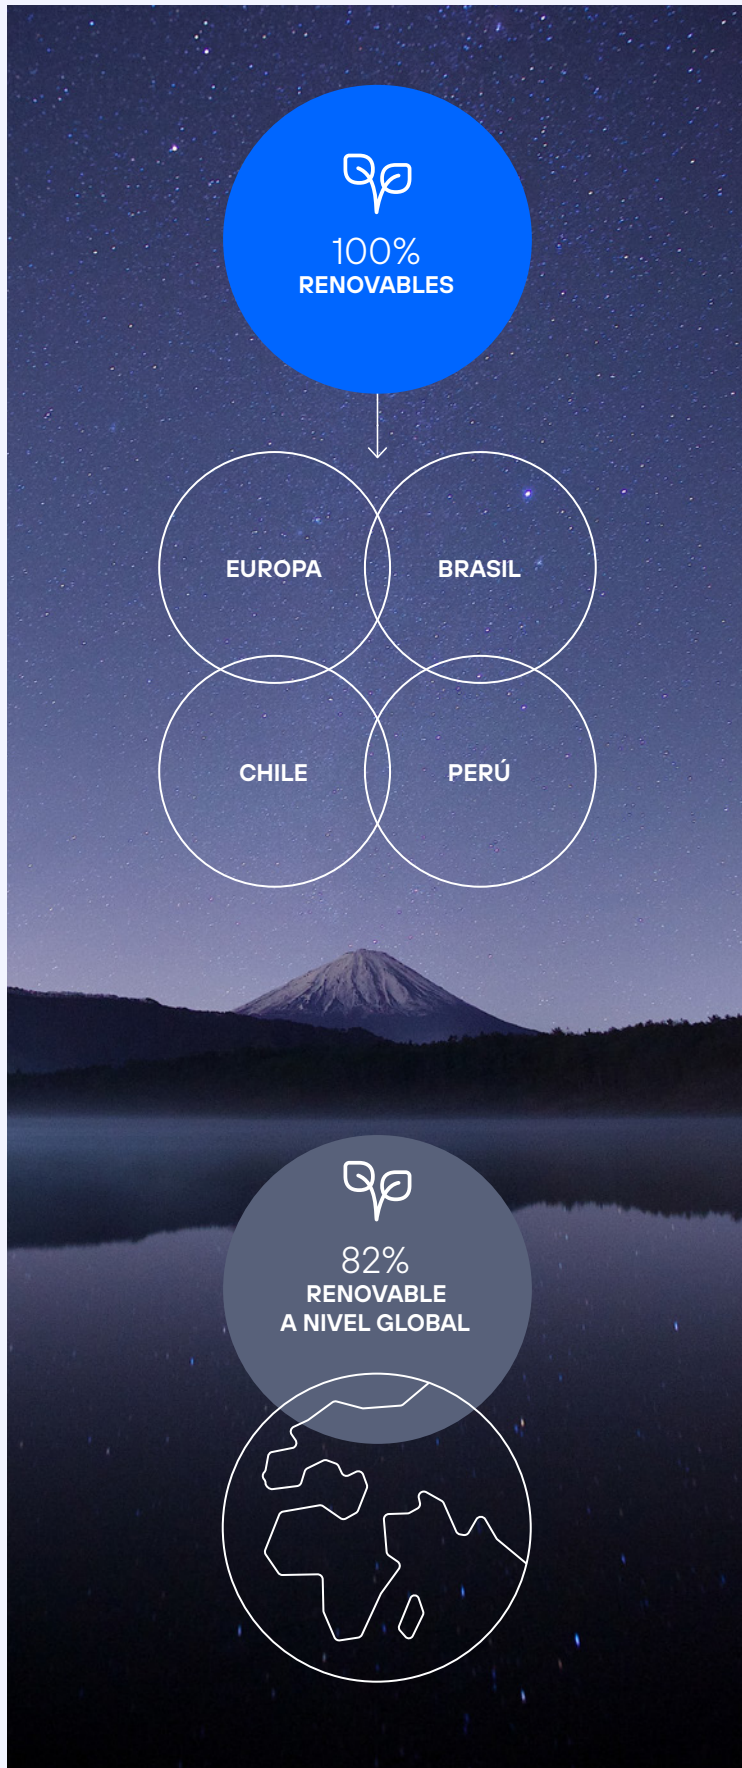 100%
RENOVABLES
EUROPA
BRASIL
CHILE
PERÚ
82%
RENOVABLE
A NIVEL GLOBAL